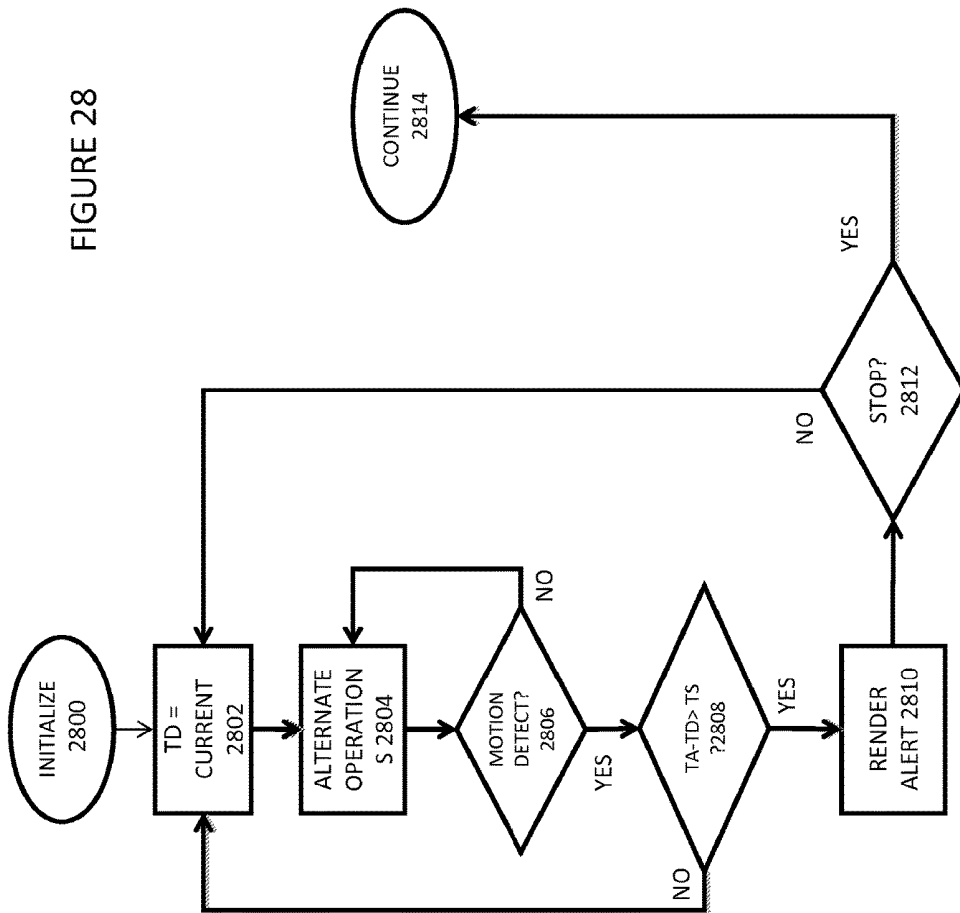 FIGURE 28
INITIALIZE
2800
TD =
CURRENT
2802
ALTERNATE
OPERATION
S 2804
MOTION
DETECT?
2806
NO
YES
TA-TD> TS
?2808
NO
YES
RENDER
ALERT 2810
STOP?
2812
NO
YES
CONTINUE
2814